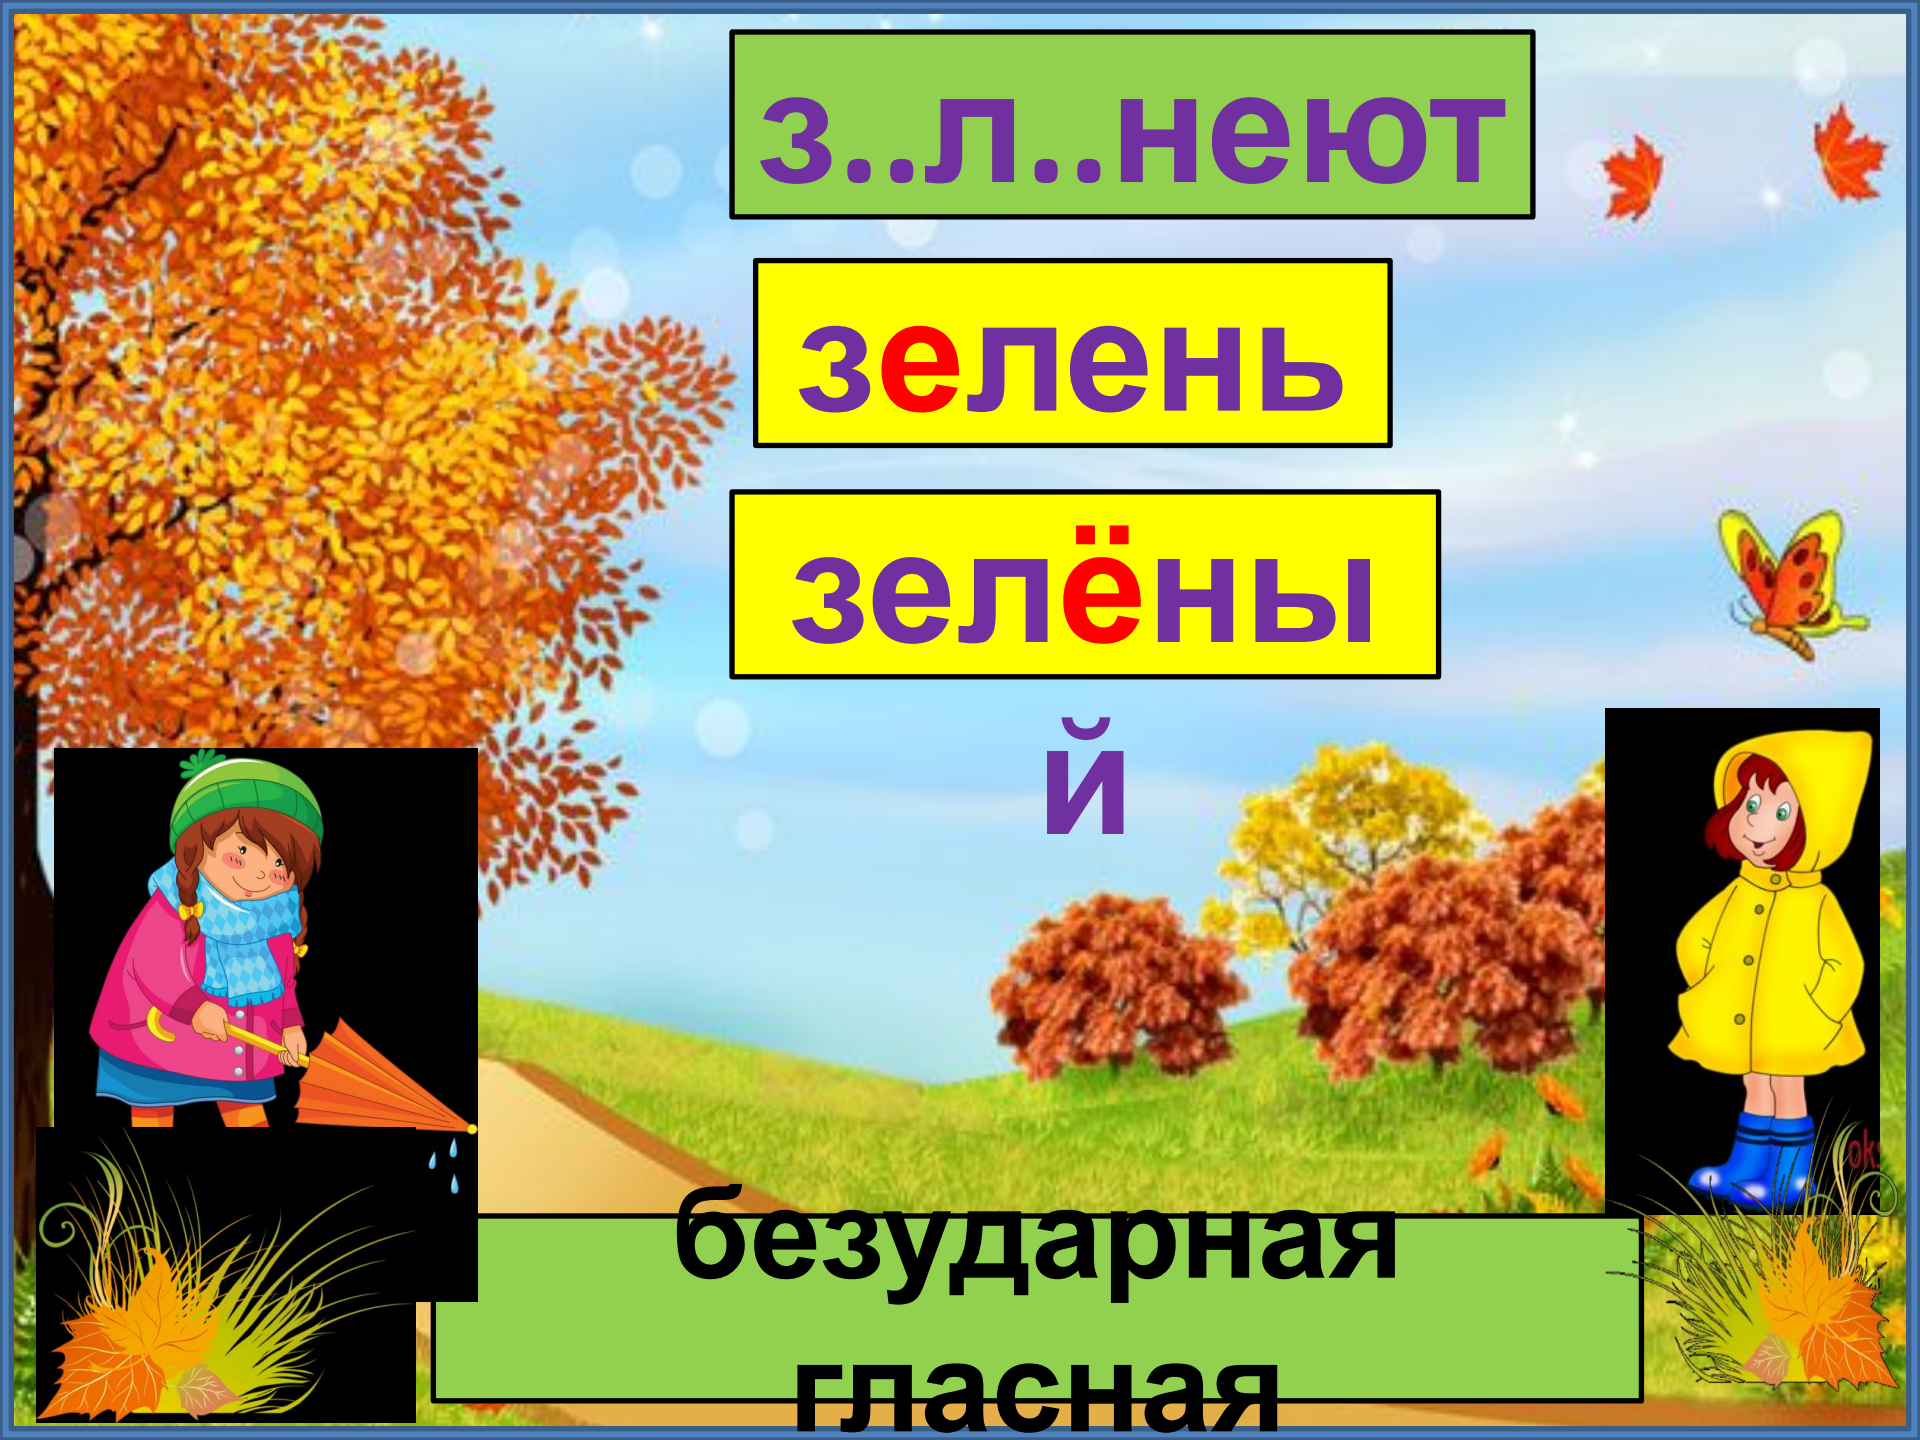 з..л..неют
зелень
зелёны
й
безударная
гласная